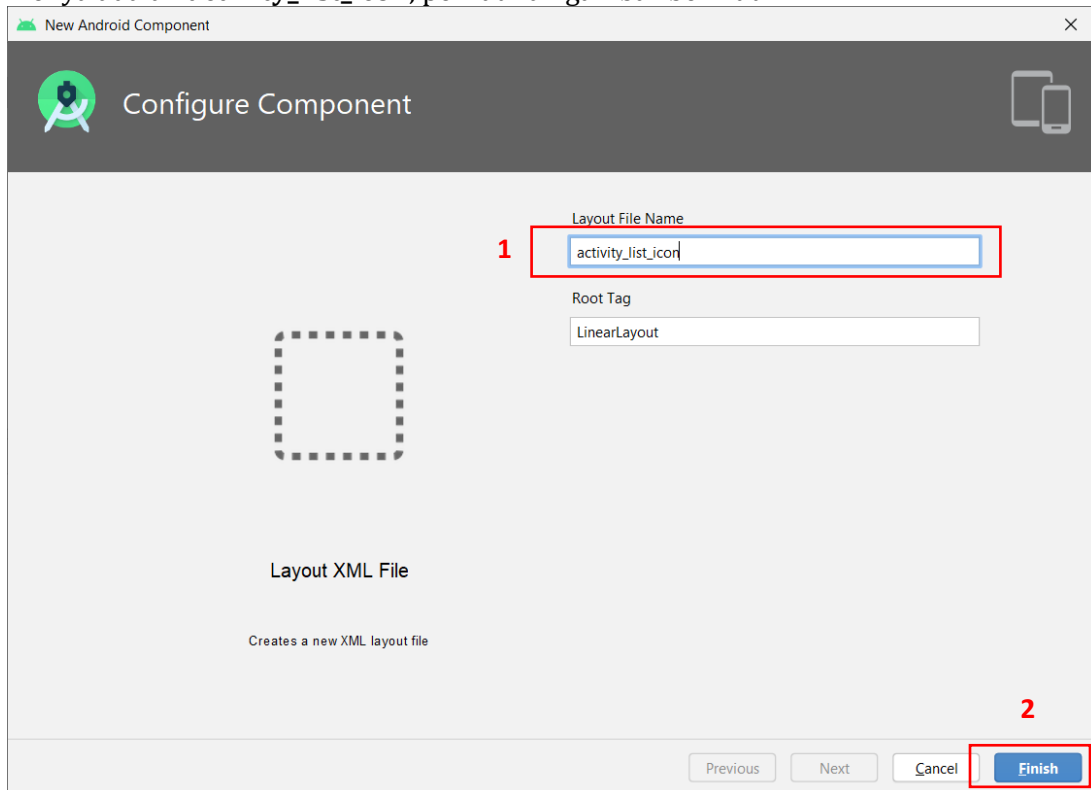 New Android Component
Configure Component
Layout File Name
1
activity_list_icon
Root Tag
LinearLayout
Layout XML File
Creates a new XML layout file
2
Previous Next Cancel Finish